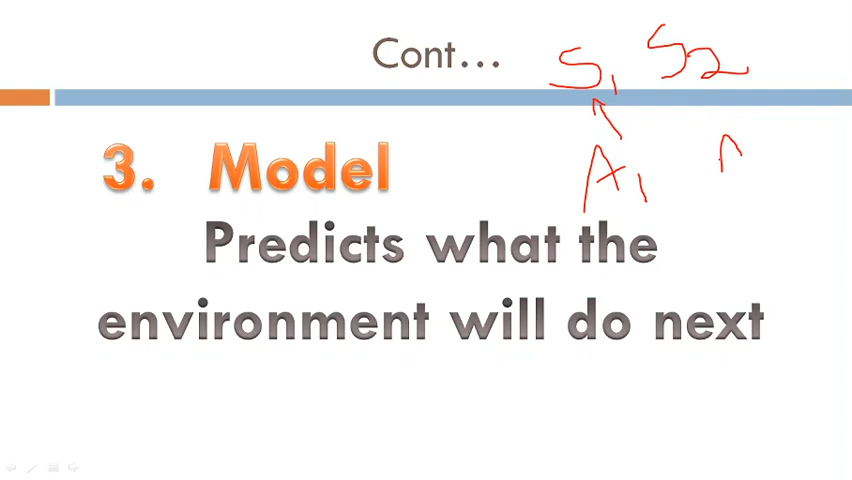 Cont…
S1 S2
A1
3. Model
Predicts what the
environment will do next